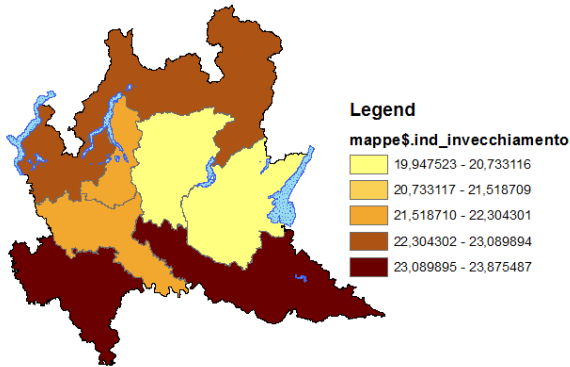 Legend
mappe$.ind_invecchiamento
19,947523 - 20,733116
20,733117 - 21,518709
21,518710 - 22,304301
22,304302 - 23,089894
23,089895 - 23,875487